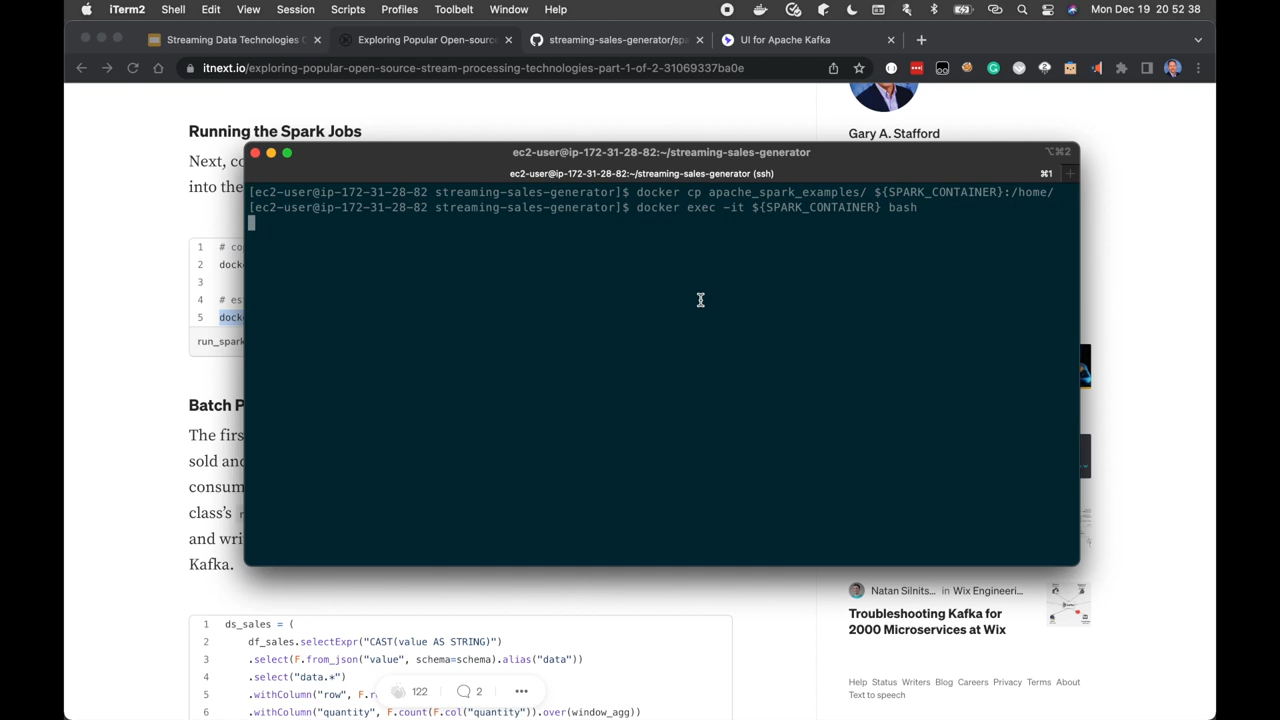 iTerm2 Shell Edit View Session Scripts Profiles Toolbelt Window Help Mon Dec 19 20 52 38
Streaming Data Technologies
Exploring Popular Open-source
streaming-sales-generator/spa
UI for Apache Kafka
itnext.io/exploring-popular-open-source-stream-processing-technologies-part-1-of-2-31069337ba0e
Running the Spark Jobs
Gary A. Stafford
Next, co
into the
ec2-user@ip-172-31-28-82:~/streaming-sales-generator
⌥⌘2
ec2-user@ip-172-31-28-82:~/streaming-sales-generator (ssh)
⌘1
[ec2-user@ip-172-31-28-82 streaming-sales-generator]$ docker cp apache_spark_examples/ ${SPARK_CONTAINER}:/home/
[ec2-user@ip-172-31-28-82 streaming-sales-generator]$ docker exec -it ${SPARK_CONTAINER} bash
1 # co
2 docke
3
4 # es
5 docke
run_spark
Batch P
The firs
sold and
consum
class's r
and wri
Kafka.
Natan Silnits... in Wix Engineeri...
Troubleshooting Kafka for
2000 Microservices at Wix
1 ds_sales = (
2 df_sales.selectExpr("CAST(value AS STRING)")
3 .select(F.from_json("value", schema=schema).alias("data"))
4 .select("data.*")
5 .withColumn("row", F.r
6 .withColumn("quantity", F.count(F.col("quantity")).over(window_agg))
122 2
Help Status Writers Blog Careers Privacy Terms About
Text to speech